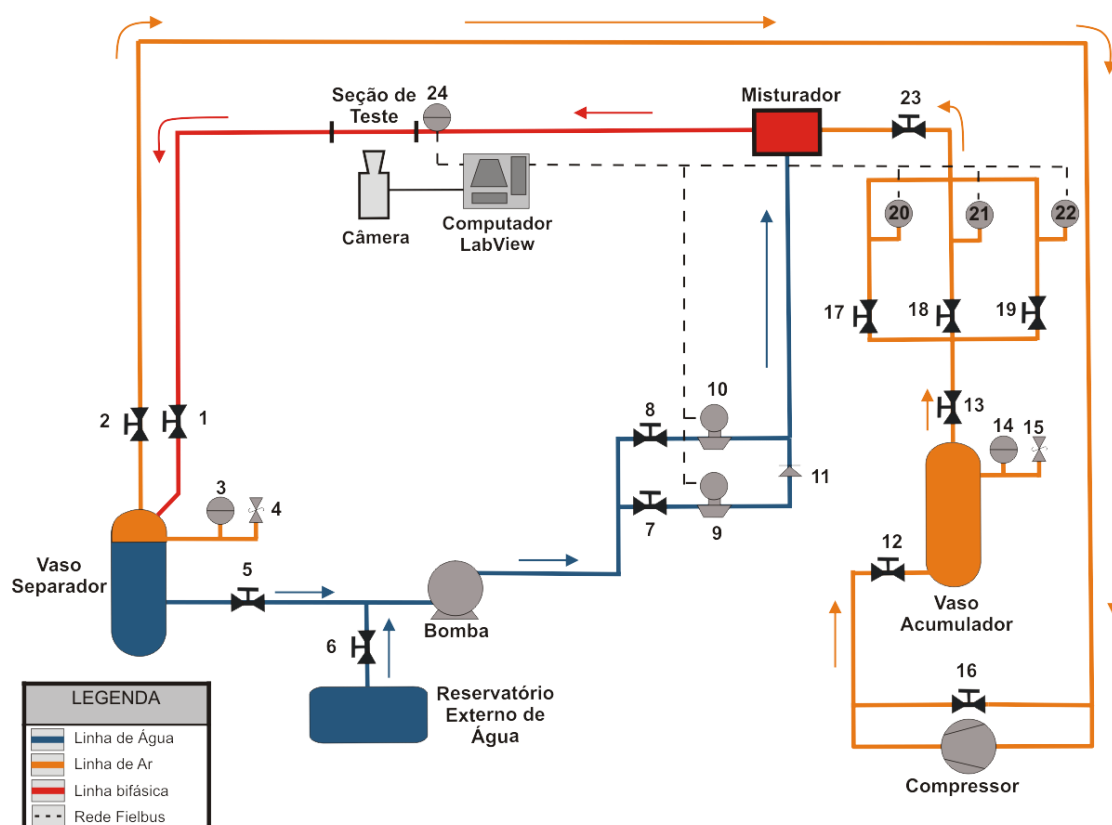 24
Seção de
Teste
Misturador
23
Câmera
Computador
LabView
20
21
22
17
18
19
2
1
8
10
13
14
15
11
3
4
7
9
12
Vaso
Separador
5
Bomba
Vaso
Acumulador
6
16
Reservatório
Externo de
Água
Compressor
LEGENDA
Linha de Água
Linha de Ar
Linha bifásica
Rede Fielbus